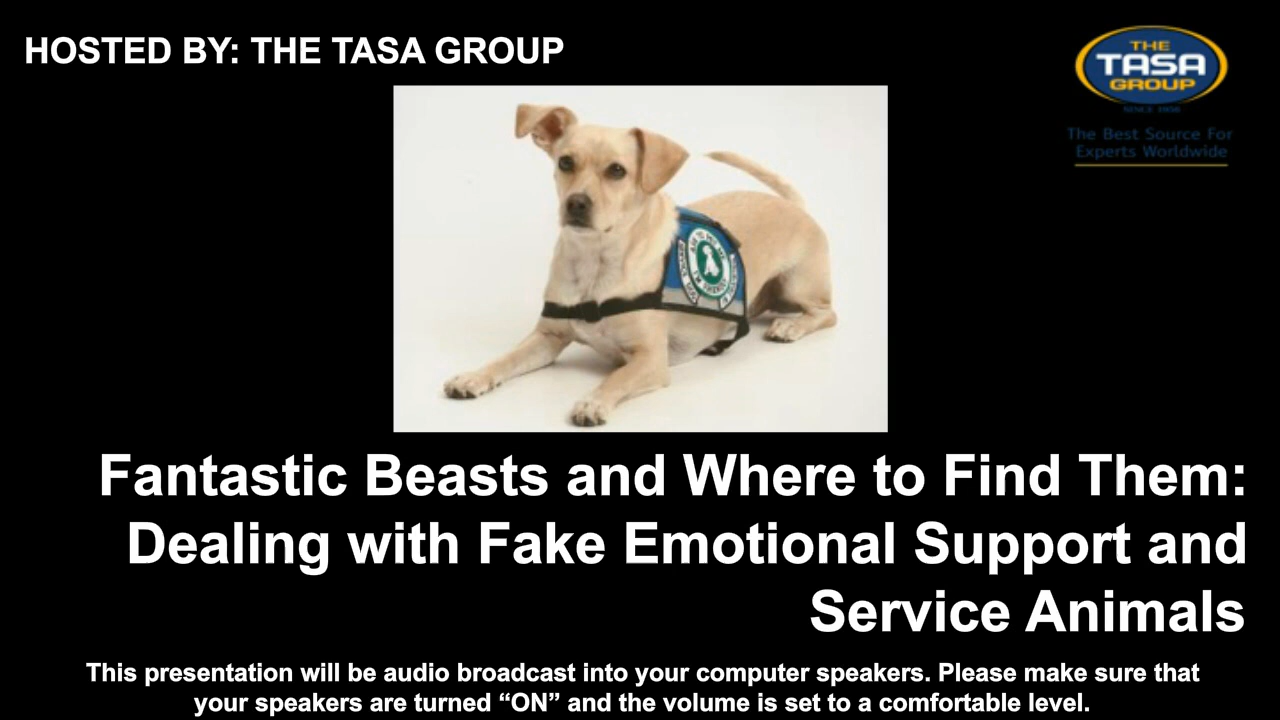 HOSTED BY: THE TASA GROUP
THE
TASA
GROUP
SINCE 1956
The Best Source For
Experts Worldwide
Fantastic Beasts and Where to Find Them:
Dealing with Fake Emotional Support and
Service Animals
This presentation will be audio broadcast into your computer speakers. Please make sure that
your speakers are turned “ON” and the volume is set to a comfortable level.